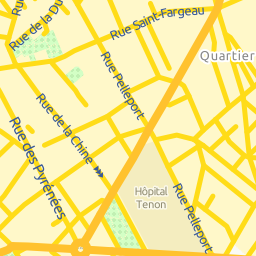 Rue
Rue de la Du
Rue Saint-Fargeau
Quartier
Rue Pelleport
Rue de la Chine
Rue des Pyrénées
Hôpital
Tenon
Rue Pelleport